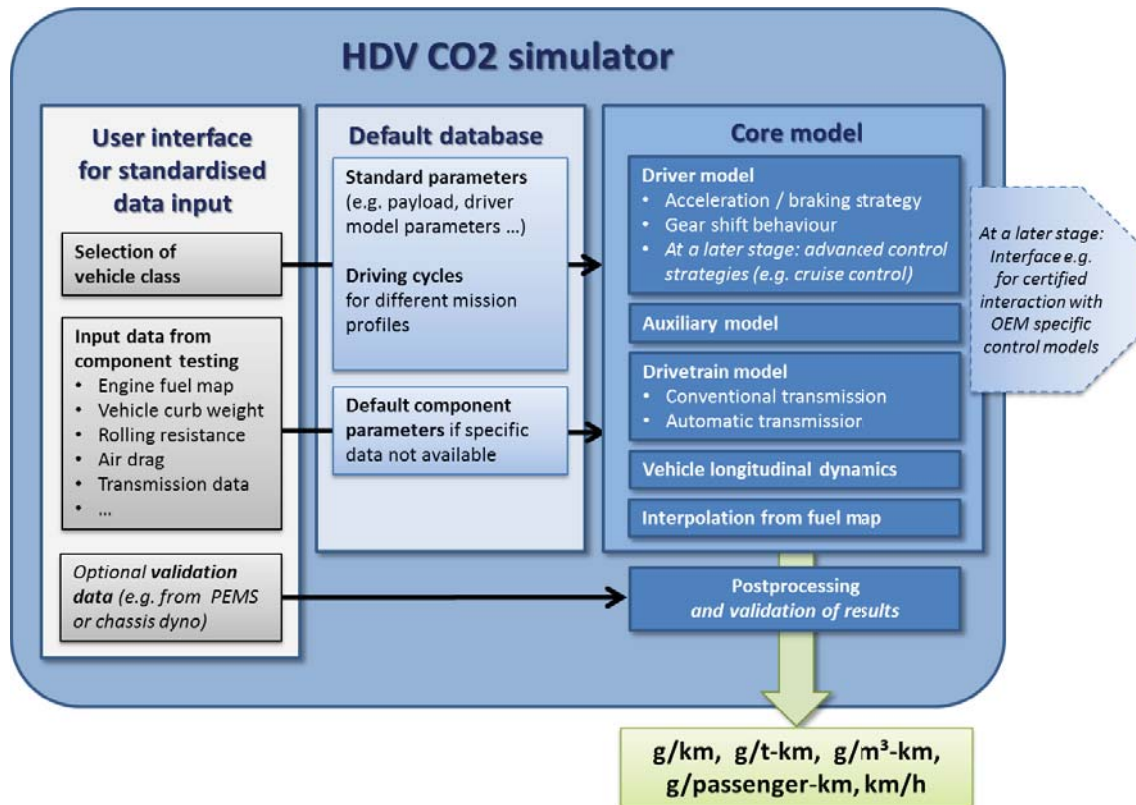 HDV CO2 simulator
User interface
for standardised
data input
Selection of
vehicle class
Input data from
component testing
• Engine fuel map
• Vehicle curb weight
• Rolling resistance
• Air drag
• Transmission data
• ...
Optional validation
data (e.g. from PEMS
or chassis dyno)
Default database
Standard parameters
(e.g. payload, driver
model parameters ...)
Driving cycles
for different mission
profiles
Default component
parameters if specific
data not available
Core model
Driver model
• Acceleration / braking strategy
• Gear shift behaviour
• At a later stage: advanced control
strategies (e.g. cruise control)
Auxiliary model
Drivetrain model
• Conventional transmission
• Automatic transmission
Vehicle longitudinal dynamics
Interpolation from fuel map
Postprocessing
and validation of results
At a later stage:
Interface e.g.
for certified
interaction with
OEM specific
control models
g/km, g/t-km, g/m³-km,
g/passenger-km, km/h